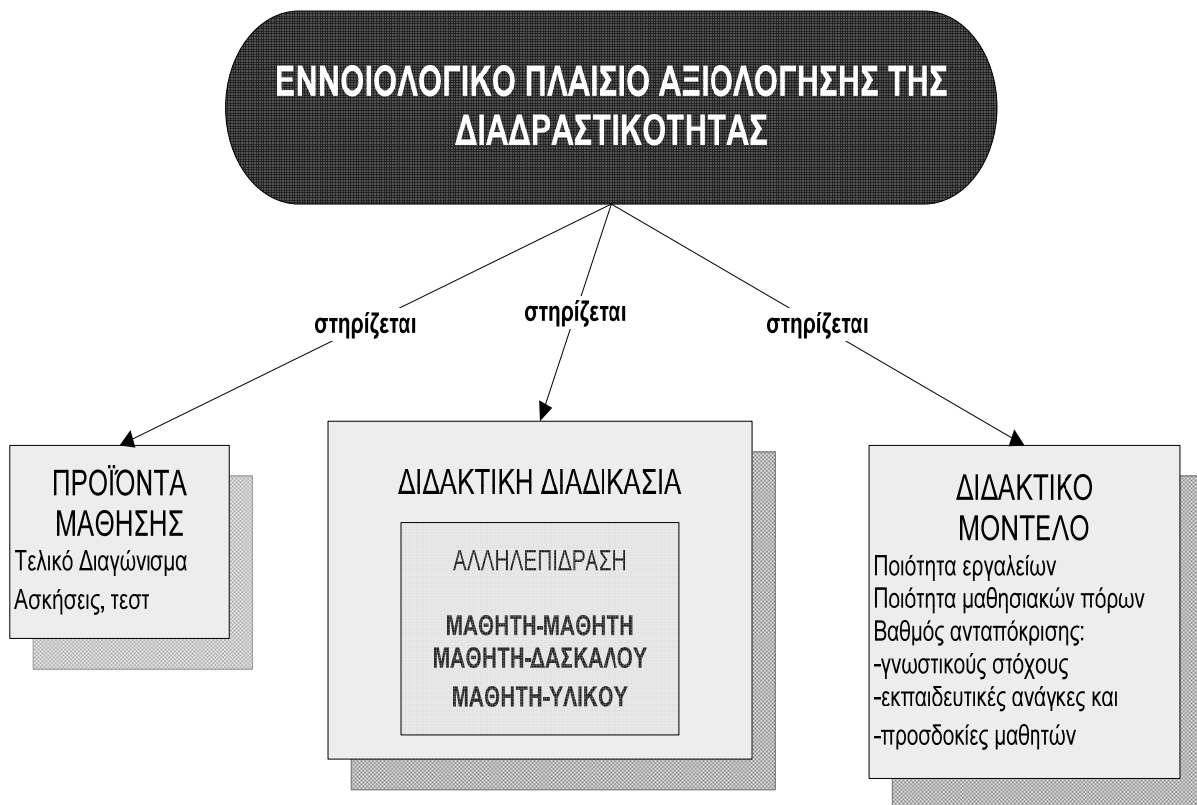 ΕΝΝΟΙΟΛΟΓΙΚΟ ΠΛΑΙΣΙΟ ΑΞΙΟΛΟΓΗΣΗΣ ΤΗΣ
ΔΙΑΔΡΑΣΤΙΚΟΤΗΤΑΣ
στηρίζεται
στηρίζεται
στηρίζεται
ΠΡΟΪΌΝΤΑ
ΜΑΘΗΣΗΣ
Τελικό Διαγώνισμα
Ασκήσεις, τεστ
ΔΙΔΑΚΤΙΚΗ ΔΙΑΔΙΚΑΣΙΑ
ΑΛΛΗΛΕΠΙΔΡΑΣΗ
ΜΑΘΗΤΗ-ΜΑΘΗΤΗ
ΜΑΘΗΤΗ-ΔΑΣΚΑΛΟΥ
ΜΑΘΗΤΗ-ΥΛΙΚΟΥ
ΔΙΔΑΚΤΙΚΟ
ΜΟΝΤΕΛΟ
Ποιότητα εργαλείων
Ποιότητα μαθησιακών πόρων
Βαθμός ανταπόκρισης:
-γνωστικούς στόχους
-εκπαιδευτικές ανάγκες και
-προσδοκίες μαθητών